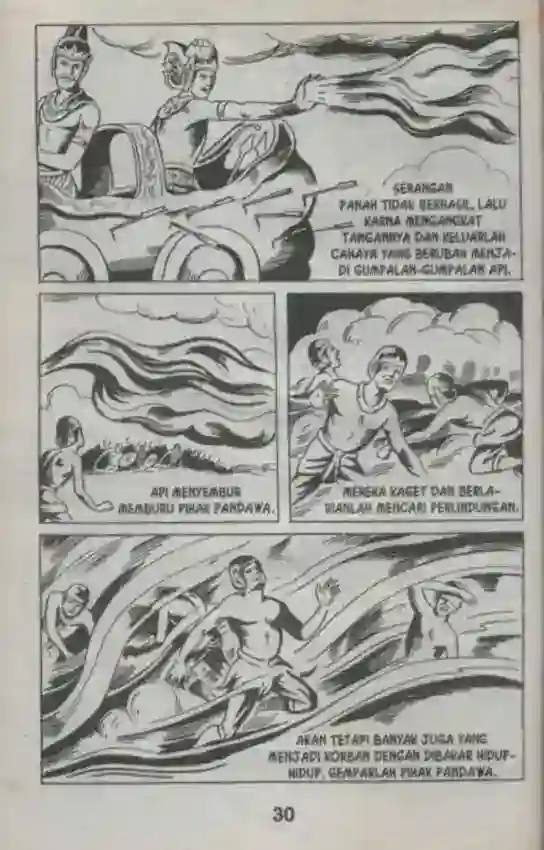 SERANGAN
PANAH TIDAK BERHASIL, LALU
KARNA MENGANGKAT
TANGANNYA DAN KELUARLAH
CAHAYA YANG BERUBAH MENJA-
DI GUMPALAN-GUMPALAN API.
API MENYEMBUR
MEMBURU PIHAK PANDAWA.
MEREKA KAGET DAN BERLA-
RIANLAH MENCARI PERLINDUNGAN.
AKAN TETAPI BANYAK JUGA YANG
MENJADI KORBAN DENGAN DIBAKAR HIDUP-
HIDUP. GEMPARLAH PIHAK PANDAWA.
30